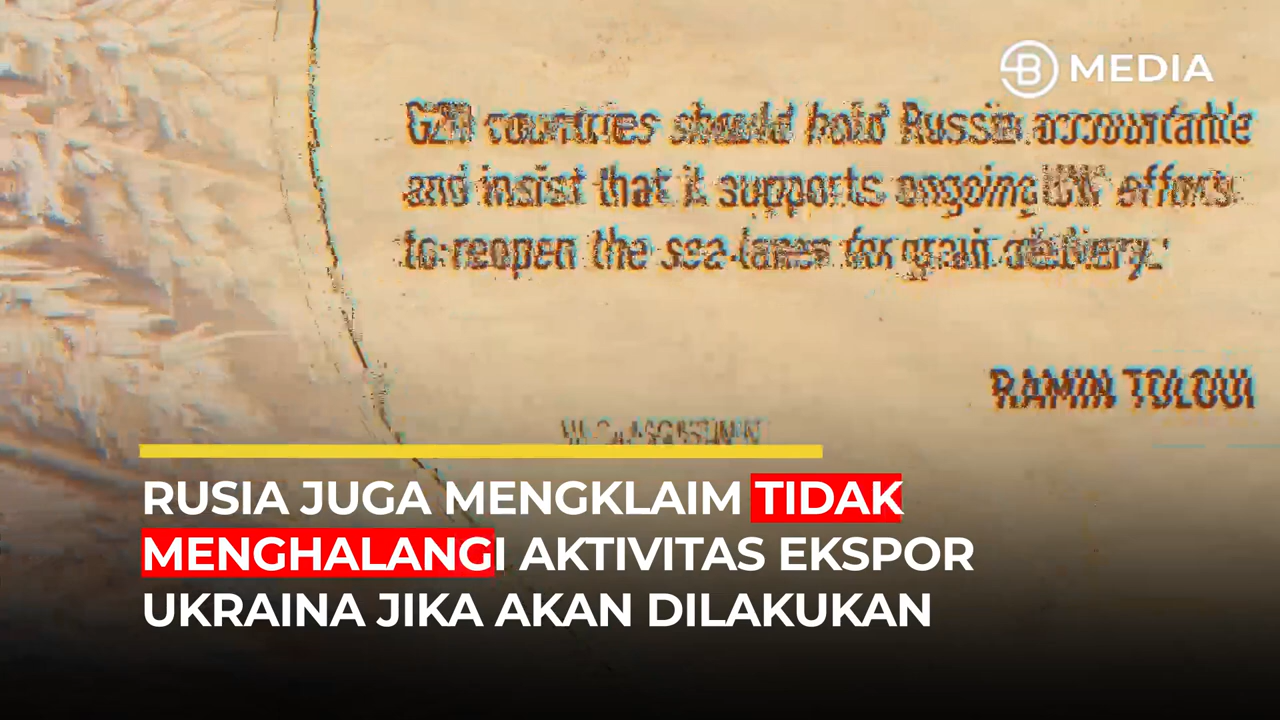 B MEDIA
G20 countries should hold Russia accountable
and insist that it supports ongoing UN efforts
to reopen the sea lanes for grain delivery.
RAMIN TOLOUI
RUSIA JUGA MENGKLAIM TIDAK
MENGHALANGI AKTIVITAS EKSPOR
UKRAINA JIKA AKAN DILAKUKAN